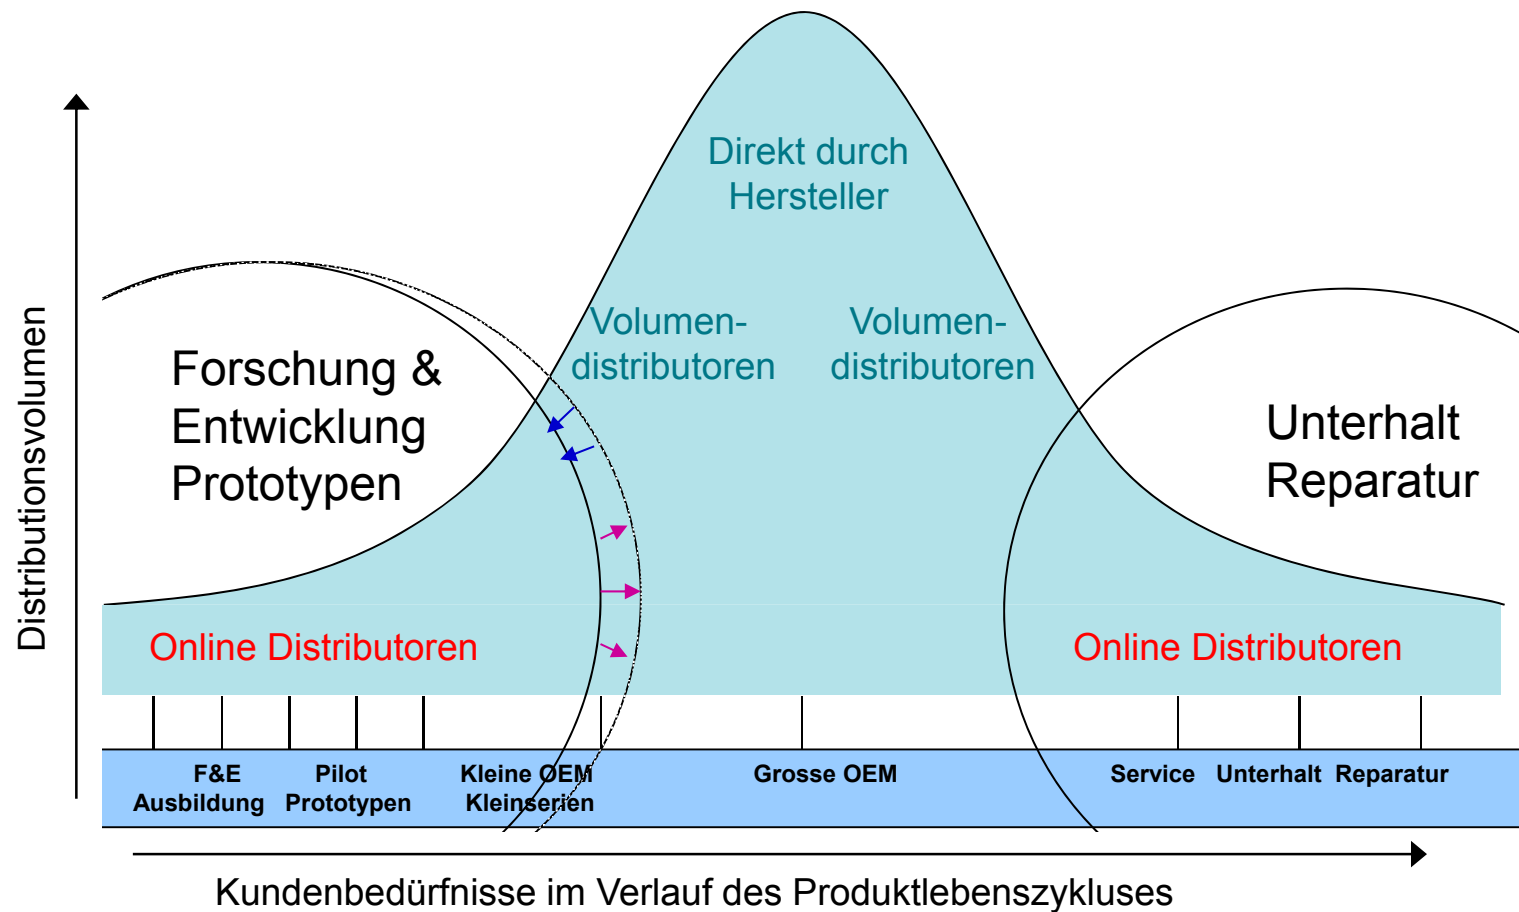 Direkt durch
Hersteller
Volumen-
distributoren
Volumen-
distributoren
Forschung &
Entwicklung
Prototypen
Unterhalt
Reparatur
Distributionsvolumen
Online Distributoren
Online Distributoren
F&E
Ausbildung
Pilot
Prototypen
Kleine OEM
Kleinserien
Grosse OEM
Service
Unterhalt
Reparatur
Kundenbedürfnisse im Verlauf des Produktlebenszykluses